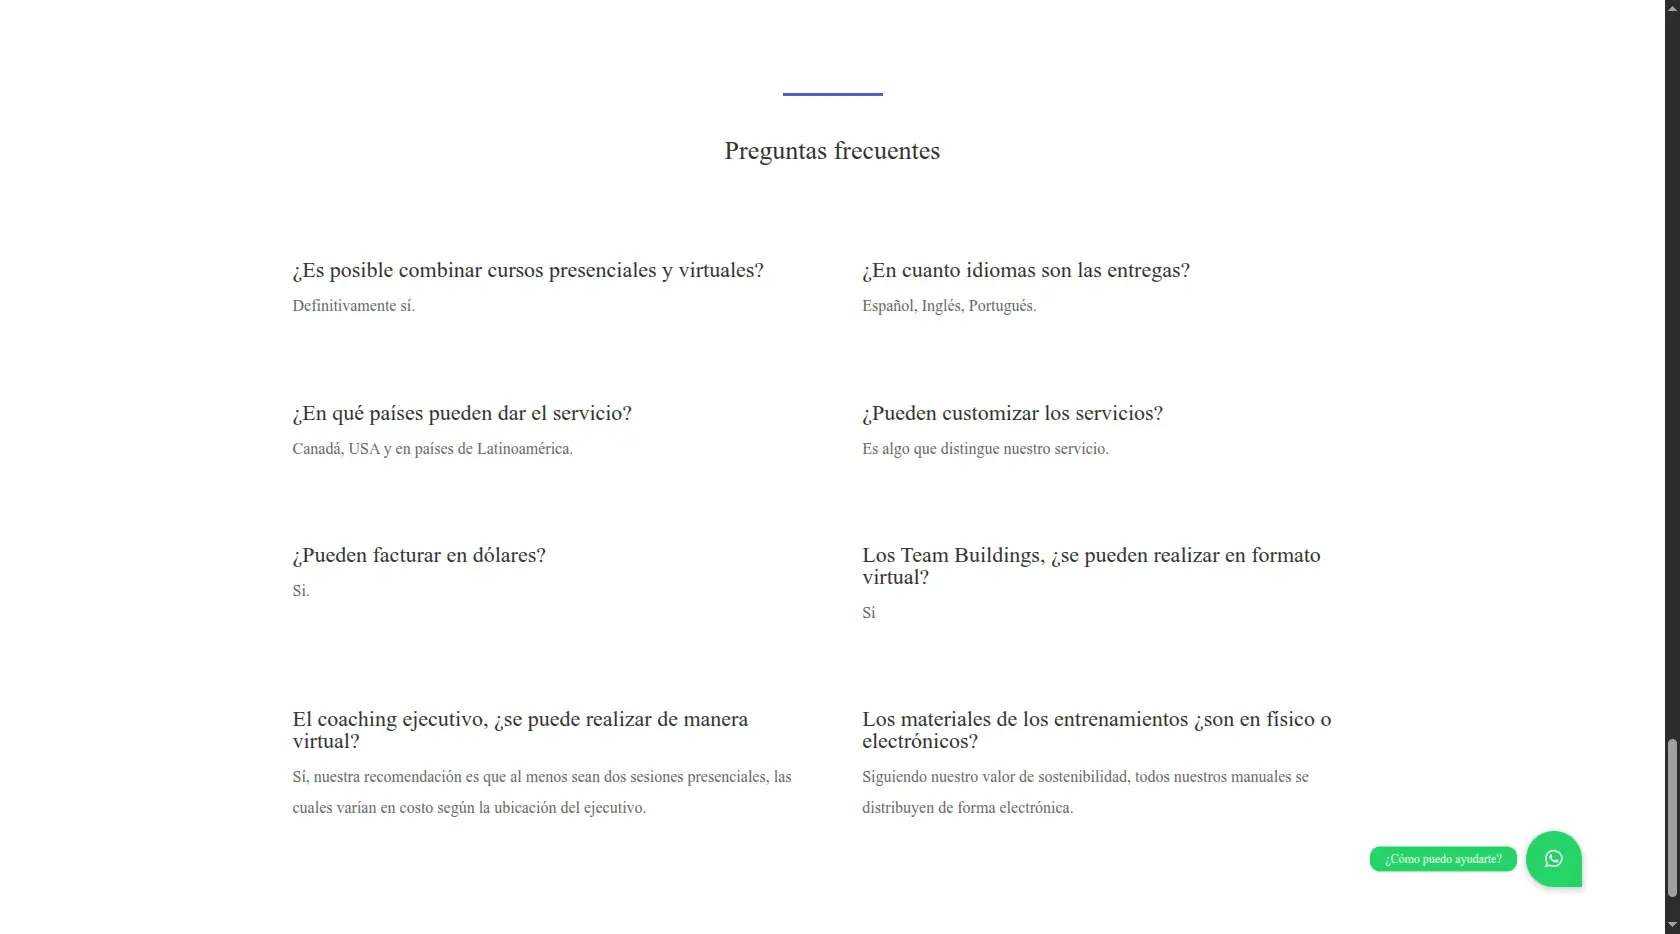 Preguntas frecuentes
¿Es posible combinar cursos presenciales y virtuales?
Definitivamente sí.
¿En cuanto idiomas son las entregas?
Español, Inglés, Portugués.
¿En qué países pueden dar el servicio?
Canadá, USA y en países de Latinoamérica.
¿Pueden customizar los servicios?
Es algo que distingue nuestro servicio.
¿Pueden facturar en dólares?
Si.
Los Team Buildings, ¿se pueden realizar en formato
virtual?
Sí
El coaching ejecutivo, ¿se puede realizar de manera
virtual?
Sí, nuestra recomendación es que al menos sean dos sesiones presenciales, las
cuales varían en costo según la ubicación del ejecutivo.
Los materiales de los entrenamientos ¿son en físico o
electrónicos?
Siguiendo nuestro valor de sostenibilidad, todos nuestros manuales se
distribuyen de forma electrónica.
¿Cómo puedo ayudarte?